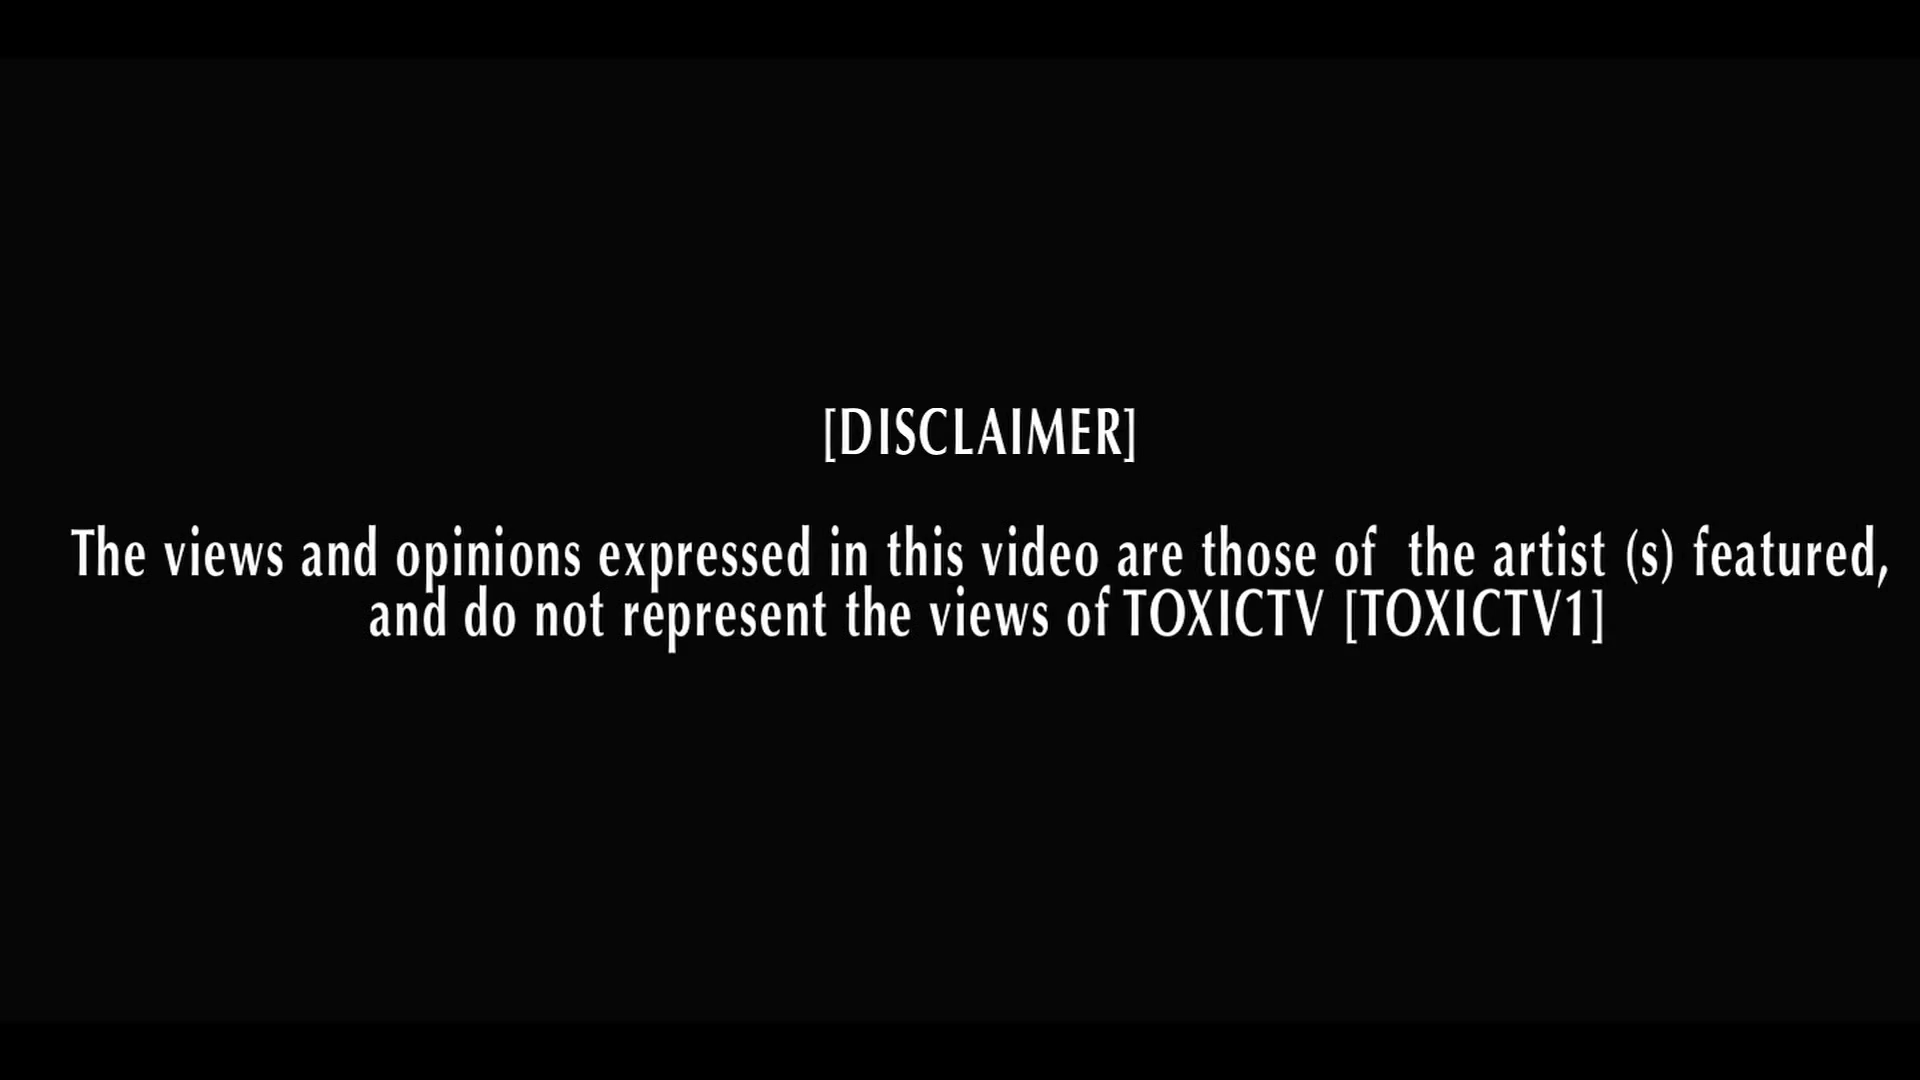 [DISCLAIMER]
The views and opinions expressed in this video are those of  the artist (s) featured,
and do not represent the views of TOXICTV [TOXICTV1]